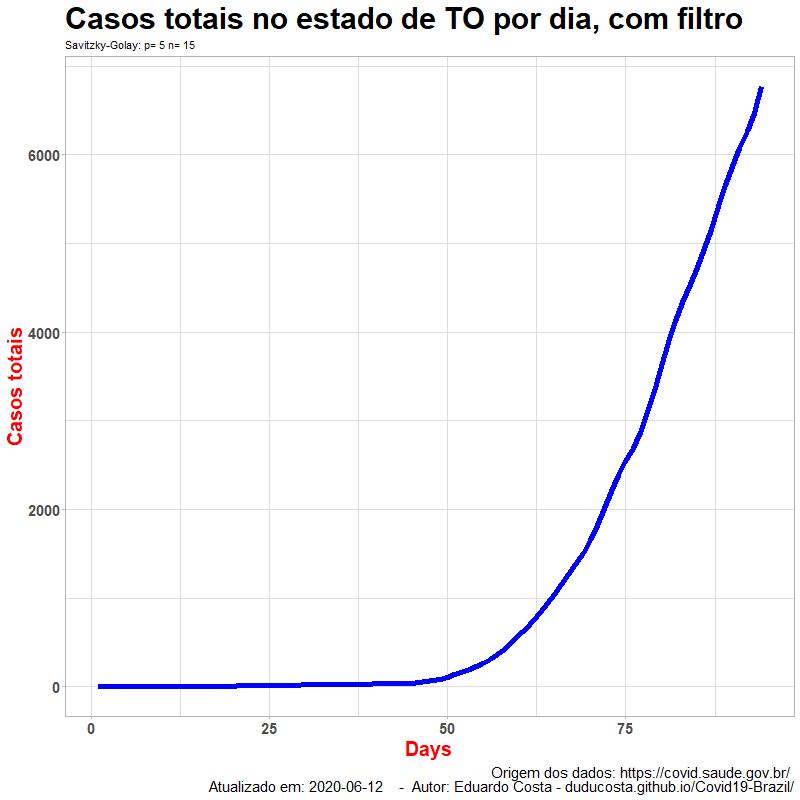 Casos totais no estado de TO por dia, com filtro
Savitzky-Golay: p= 5 n= 15
6000
4000
2000
0
Casos totais
0 25 50 75
Days
Origem dos dados: https://covid.saude.gov.br/
Atualizado em: 2020-06-12 - Autor: Eduardo Costa - duducosta.github.io/Covid19-Brazil/